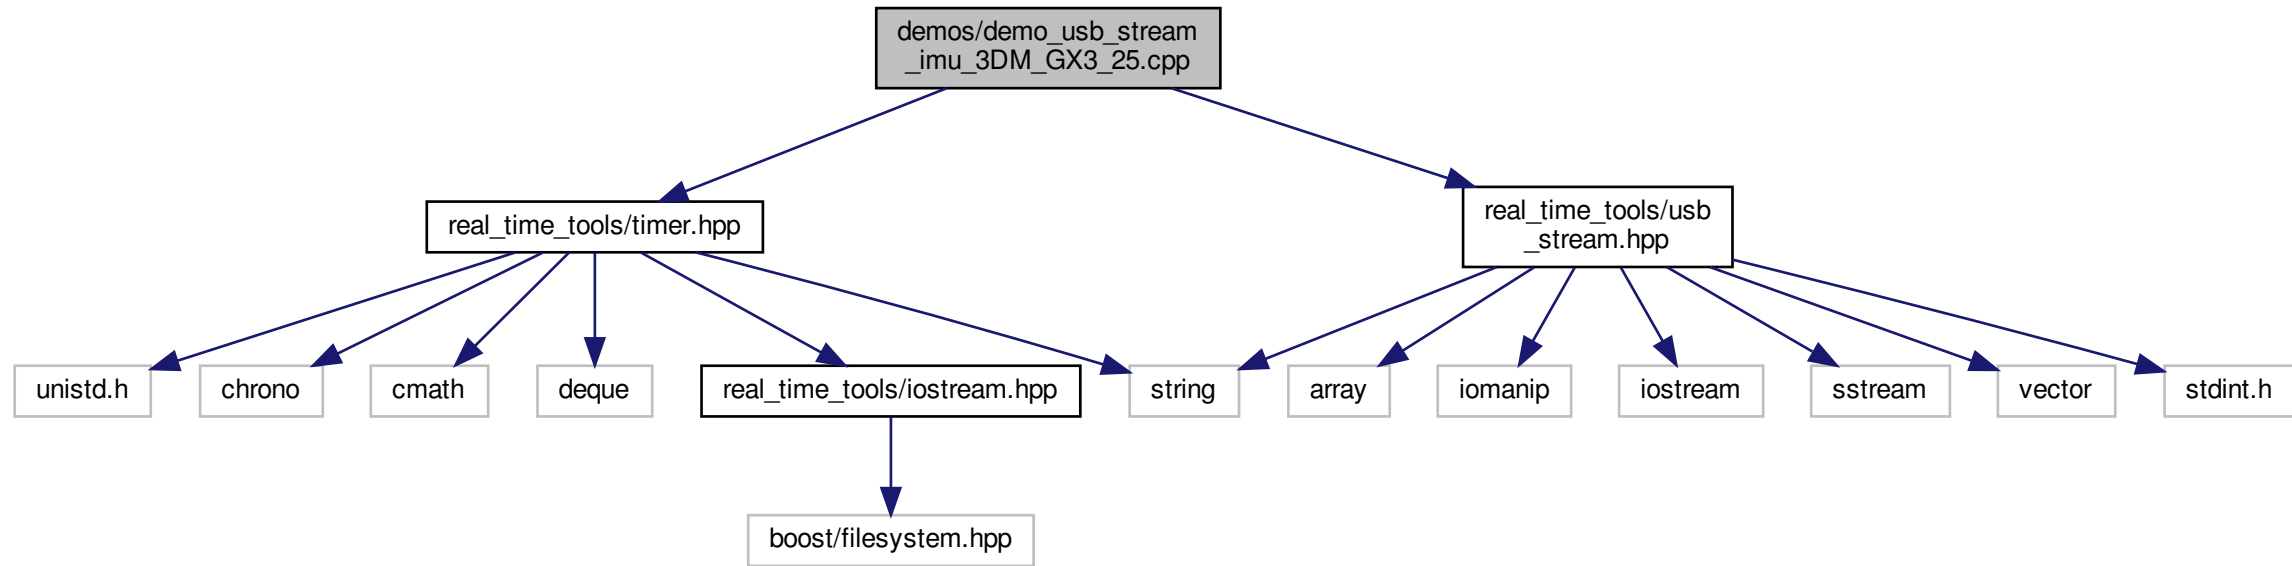 demos/demo_usb_stream
_imu_3DM_GX3_25.cpp
real_time_tools/timer.hpp
real_time_tools/usb
_stream.hpp
unistd.h
chrono
cmath
deque
real_time_tools/iostream.hpp
string
array
iomanip
iostream
sstream
vector
stdint.h
boost/filesystem.hpp